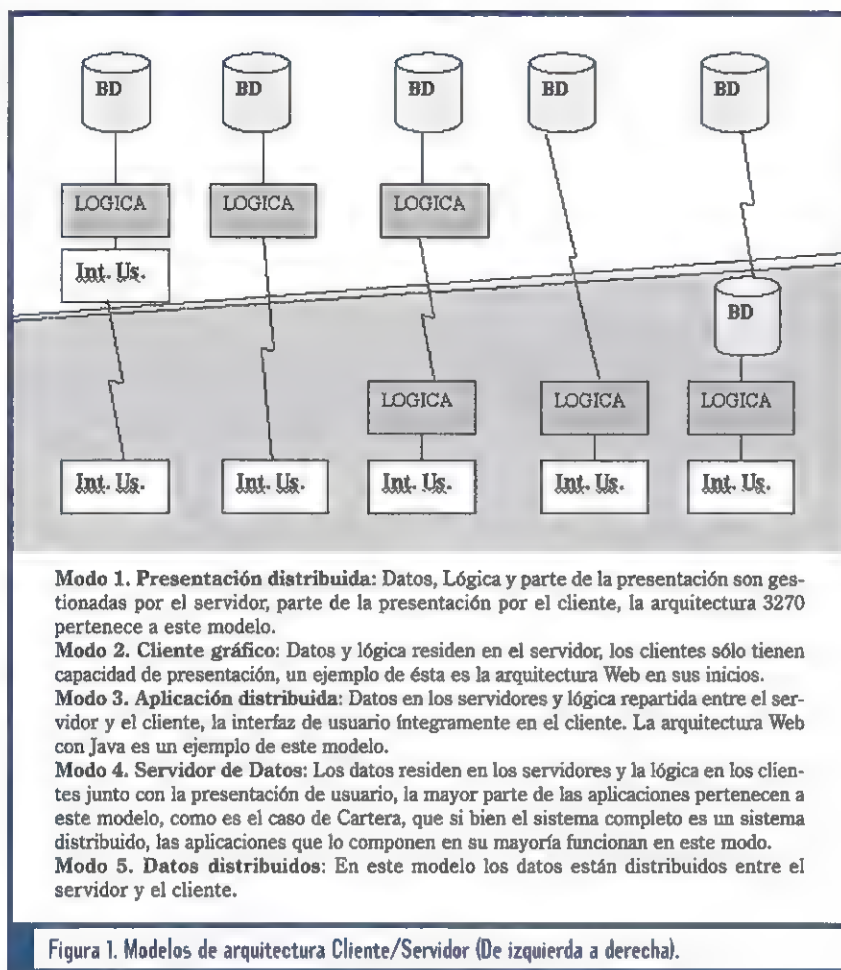 BD BD BD BD BD
LOGICA LOGICA LOGICA
Int. Us.
BD
LOGICA LOGICA LOGICA
Int. Us. Int. Us. Int. Us. Int. Us. Int. Us.
Modo 1. Presentación distribuida: Datos, Lógica y parte de la presentación son ges-
tionadas por el servidor, parte de la presentación por el cliente, la arquitectura 3270
pertenece a este modelo.
Modo 2. Cliente gráfico: Datos y lógica residen en el servidor, los clientes sólo tienen
capacidad de presentación, un ejemplo de ésta es la arquitectura Web en sus inicios.
Modo 3. Aplicación distribuida: Datos en los servidores y lógica repartida entre el ser-
vidor y el cliente, la interfaz de usuario íntegramente en el cliente. La arquitectura Web
con Java es un ejemplo de este modelo.
Modo 4. Servidor de Datos: Los datos residen en los servidores y la lógica en los clien-
tes junto con la presentación de usuario, la mayor parte de las aplicaciones pertenecen a
este modelo, como es el caso de Cartera, que si bien el sistema completo es un sistema
distribuido, las aplicaciones que lo componen en su mayoría funcionan en este modo.
Modo 5. Datos distribuidos: En este modelo los datos están distribuidos entre el
servidor y el cliente.
Figura 1. Modelos de arquitectura Cliente/Servidor (De izquierda a derecha).